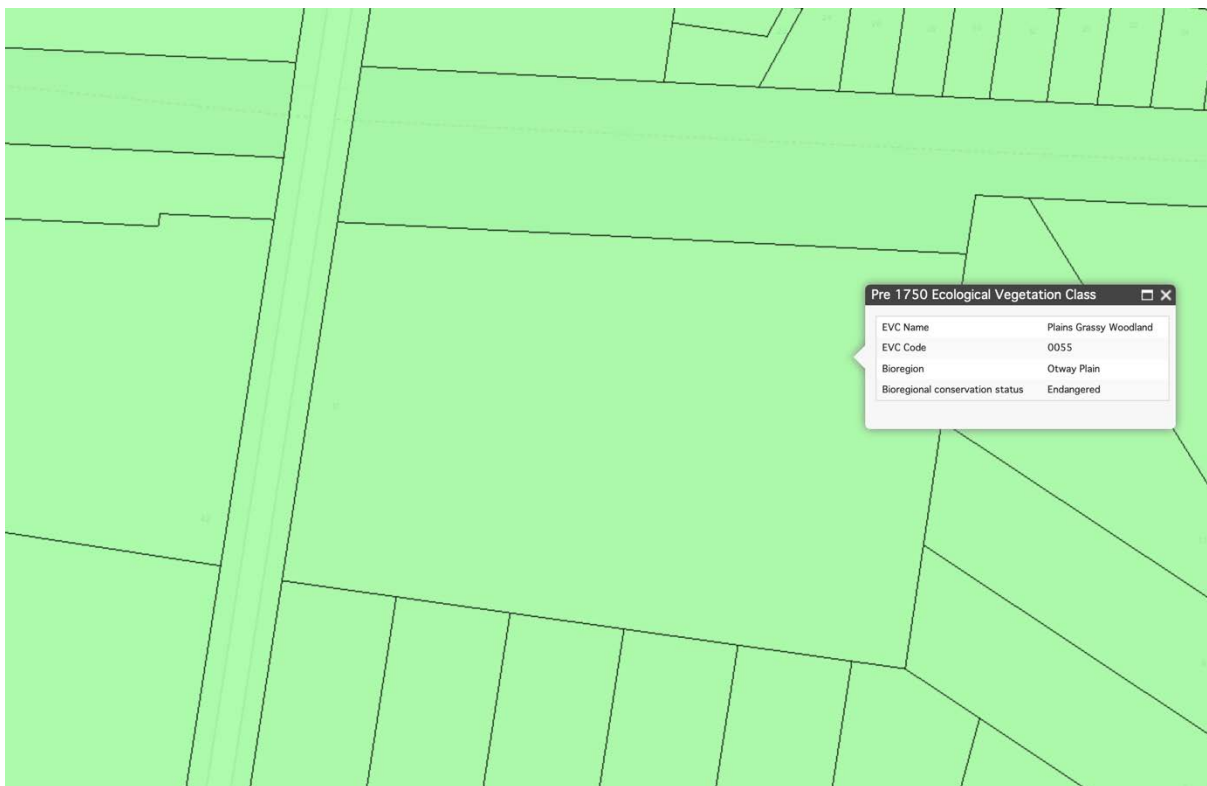 Pre 1750 Ecological Vegetation Class
EVC Name Plains Grassy Woodland
EVC Code 0055
Bioregion Otway Plain
Bioregional conservation status Endangered